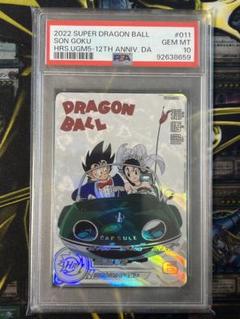 2022 SUPER DRAGON BALL #011
SON GOKU GEM MT
HRS.UGM5-12TH ANNIV. DA 10
PSA 92638659
DRAGON
BALL
CAPSULE